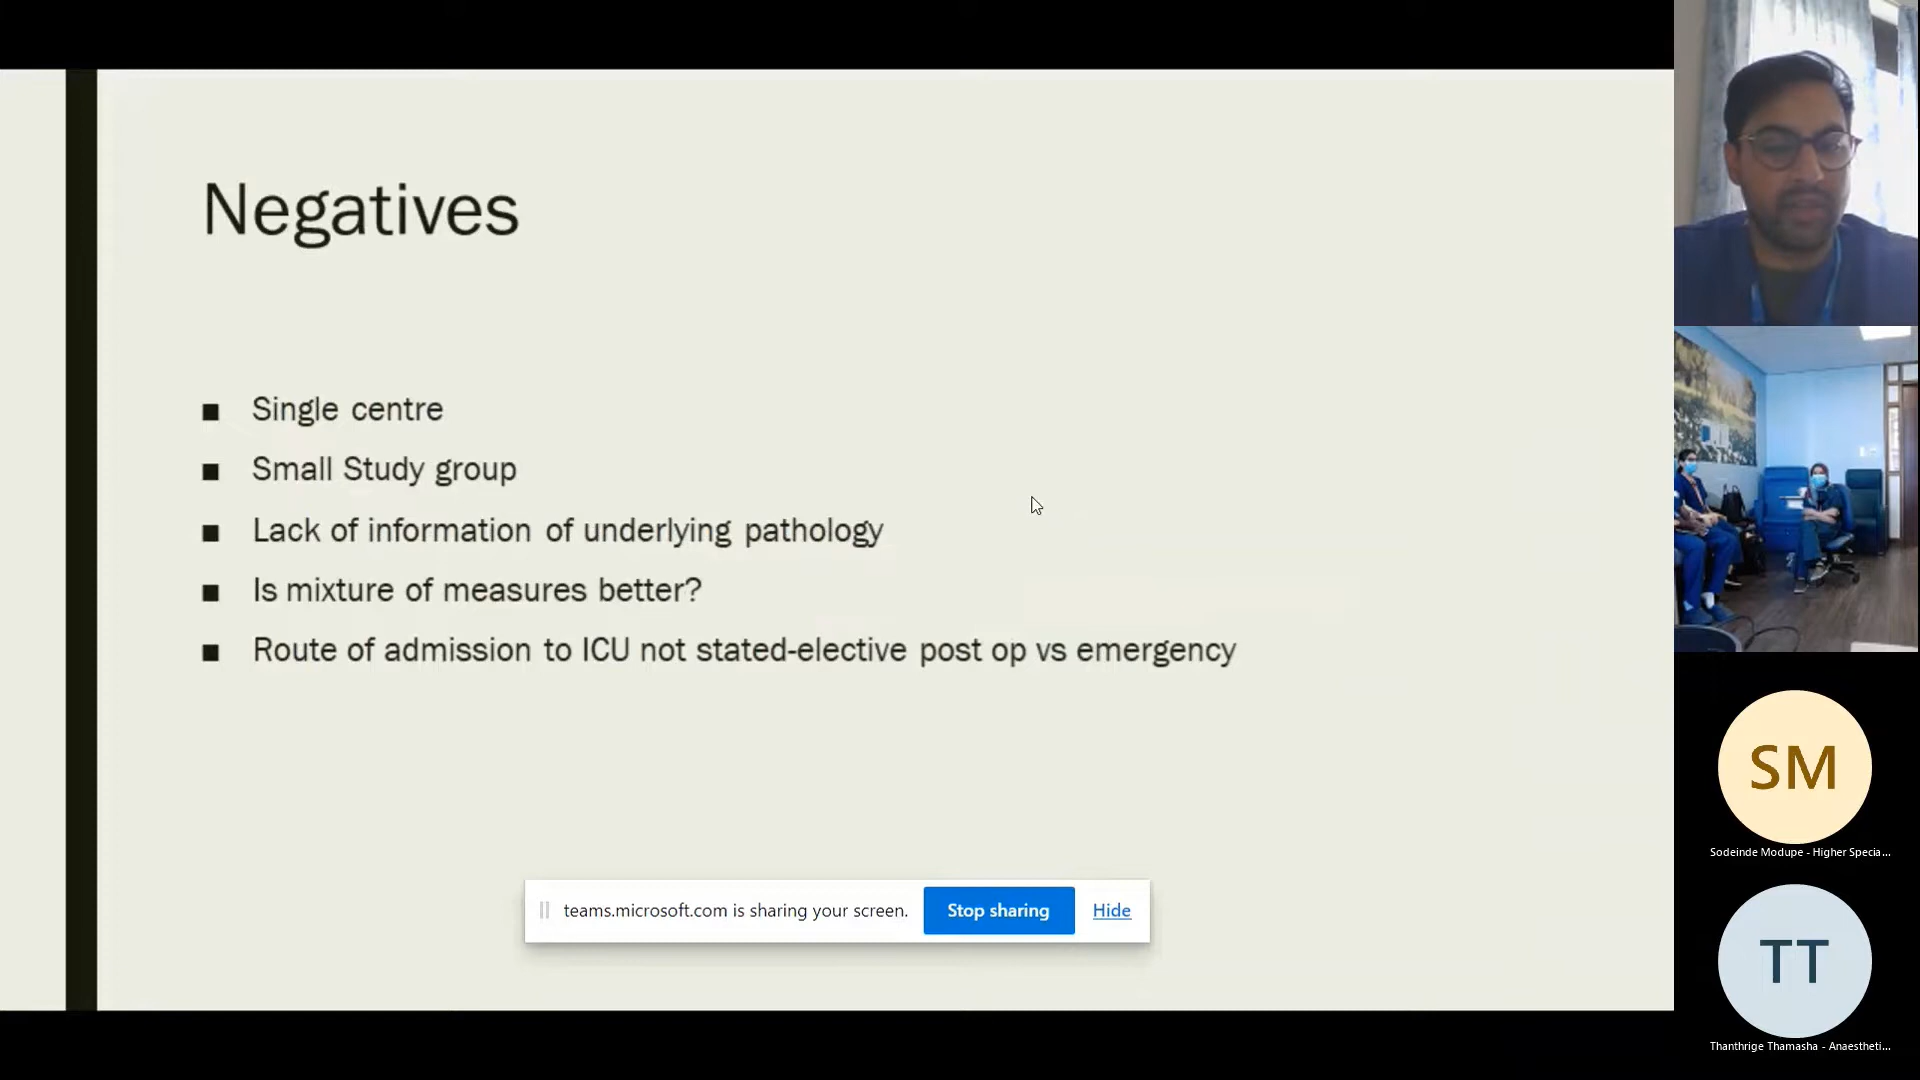 Negatives
■ Single centre
■ Small Study group
■ Lack of information of underlying pathology
■ Is mixture of measures better?
■ Route of admission to ICU not stated-elective post op vs emergency
teams.microsoft.com is sharing your screen. Stop sharing Hide
SM
Sodeinde Modupe - Higher Specia...
TT
Thanthrige Thamasha - Anaestheti...